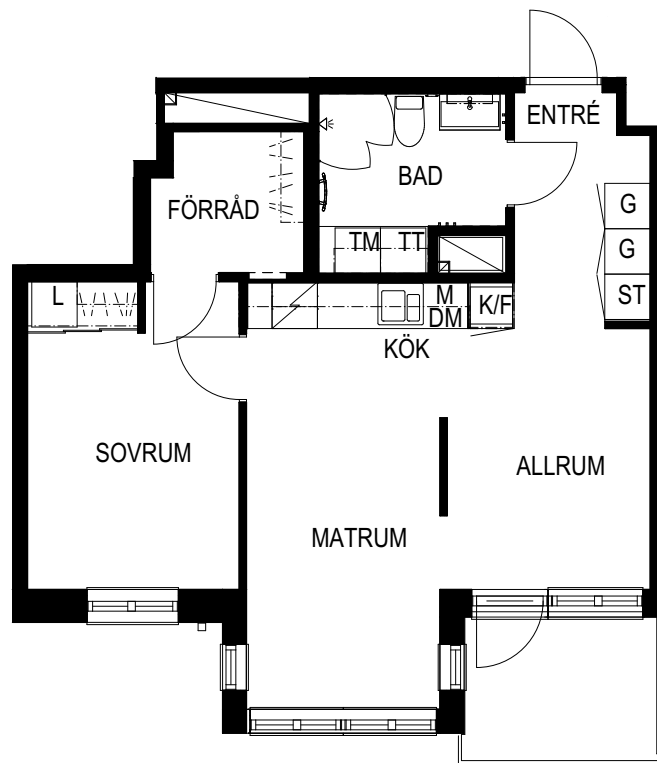 ENTRÉ
BAD
FÖRRÅD
G
TM TT
G
L
M
K/F
ST
DM
KÖK
SOVRUM
ALLRUM
MATRUM